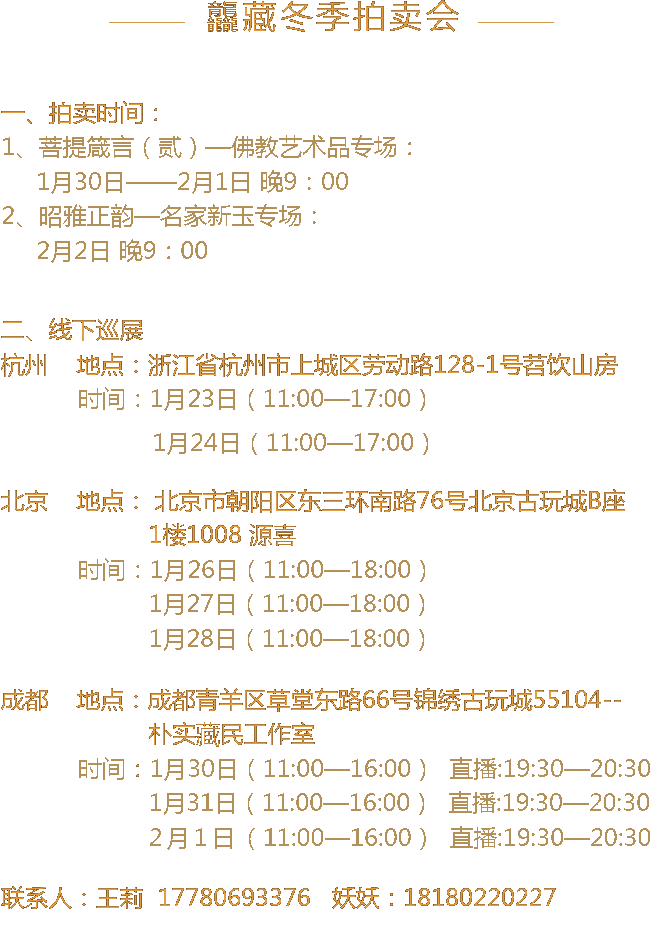 龘藏冬季拍卖会
一、拍卖时间：
1、菩提箴言（贰）—佛教艺术品专场：
1月30日——2月1日 晚9：00
2、昭雅正韵—名家新玉专场：
2月2日 晚9：00
二、线下巡展
杭州 地点：浙江省杭州市上城区劳动路128-1号茗饮山房
时间：1月23日（11:00—17:00）
1月24日（11:00—17:00）
北京 地点： 北京市朝阳区东三环南路76号北京古玩城B座
1楼1008 源喜
时间：1月26日（11:00—18:00）
1月27日（11:00—18:00）
1月28日（11:00—18:00）
成都 地点：成都青羊区草堂东路66号锦绣古玩城55104--
朴实藏民工作室
时间：1月30日（11:00—16:00） 直播:19:30—20:30
1月31日（11:00—16:00） 直播:19:30—20:30
2月1日（11:00—16:00） 直播:19:30—20:30
联系人：王莉 17780693376 妖妖：18180220227